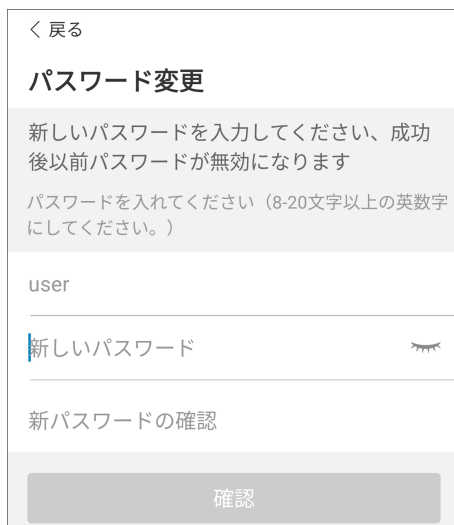 く 戻る
パスワード変更
新しいパスワードを入力してください、成功
後以前パスワードが無効になります
パスワードを入れてください（8-20文字以上の英数字
にしてください。）
user
新しいパスワード
新パスワードの確認
確認